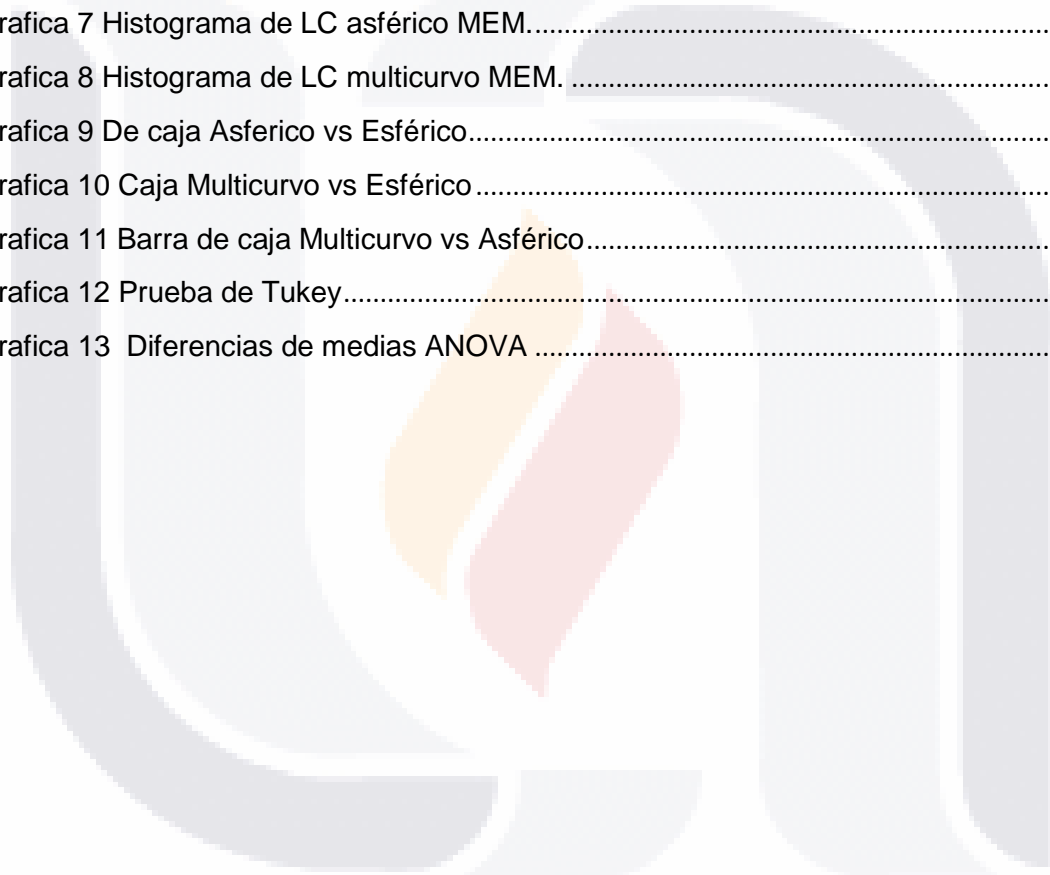 rafica 7 Histograma de LC asférico MEM.....................................................................
rafica 8 Histograma de LC multicurvo MEM. ...............................................................
rafica 9 De caja Asferico vs Esférico............................................................................
rafica 10 Caja Multicurvo vs Esférico ...........................................................................
rafica 11 Barra de caja Multicurvo vs Asférico.............................................................
rafica 12 Prueba de Tukey............................................................................................
rafica 13  Diferencias de medias ANOVA ....................................................................